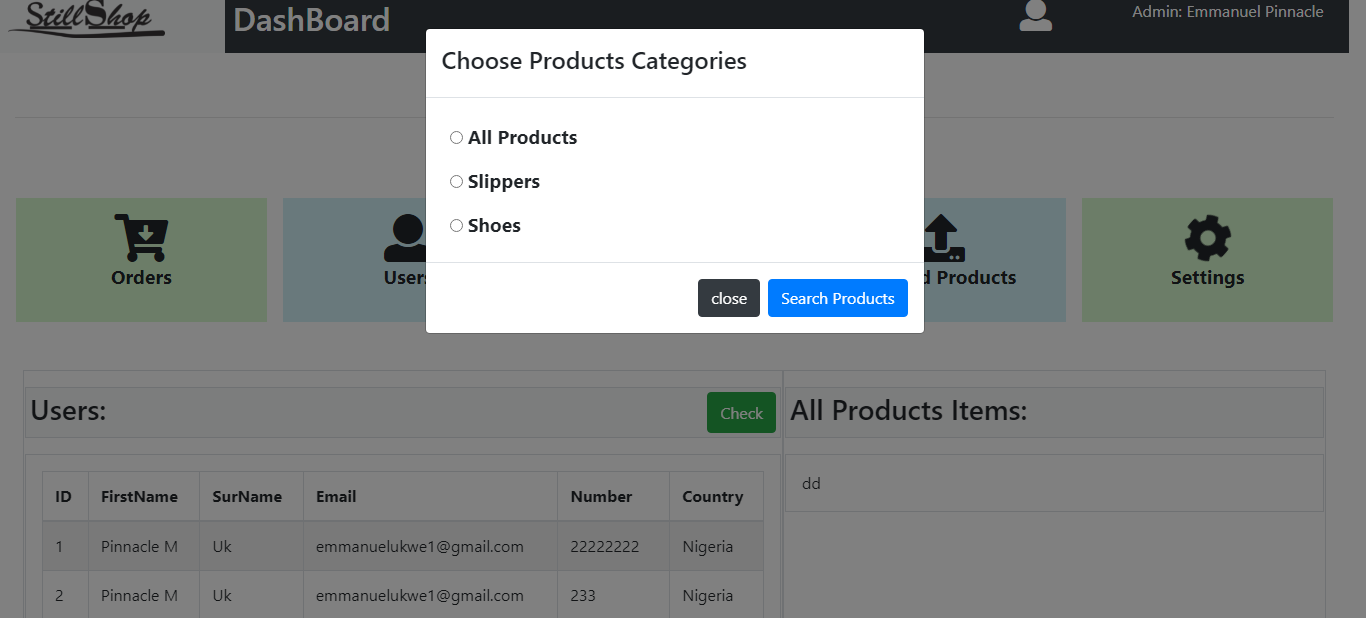 StillShop
DashBoard
Admin: Emmanuel Pinnacle
Choose Products Categories
All Products
Slippers
Shoes
close
Search Products
Orders
Users
d Products
Settings
Users:
Check
All Products Items:
ID FirstName SurName Email Number Country
1 Pinnacle M Uk emmanuelukwe1@gmail.com 22222222 Nigeria
2 Pinnacle M Uk emmanuelukwe1@gmail.com 233 Nigeria
dd